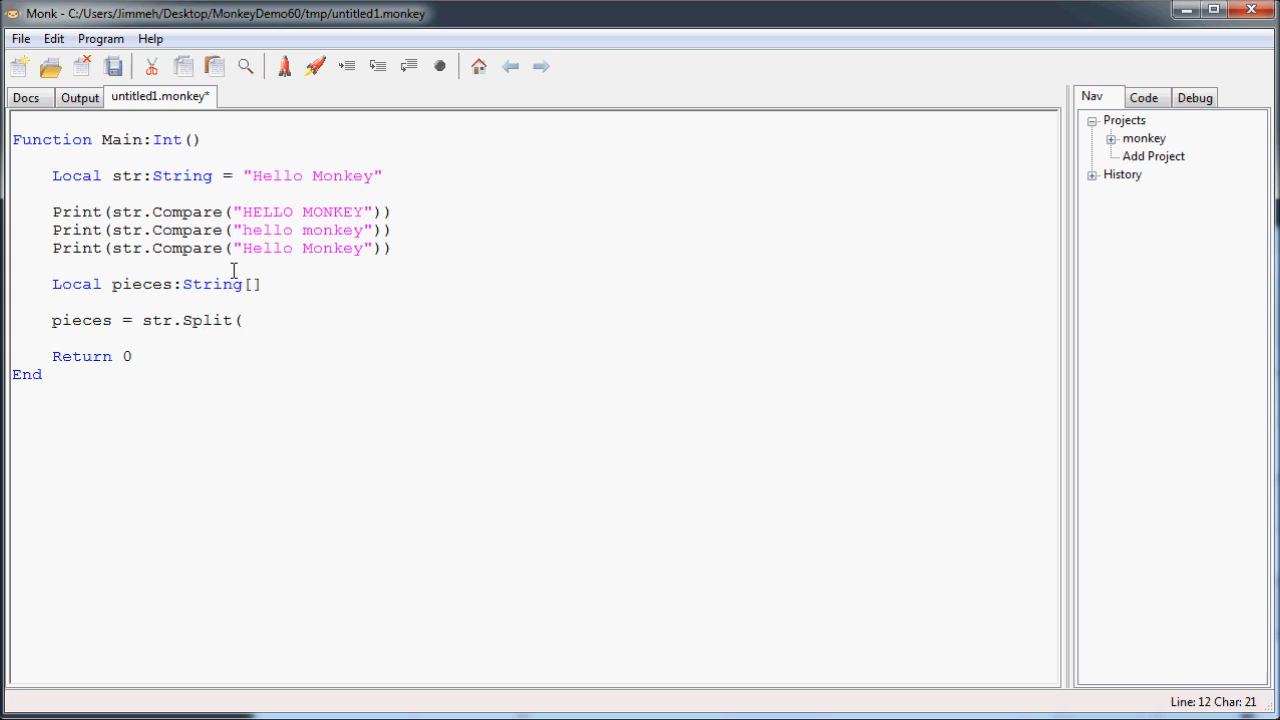 Monk - C:/Users/Jimmeh/Desktop/MonkeyDemo60/tmp/untitled1.monkey
File Edit Program Help
Docs Output untitled1.monkey*
Function Main:Int()
Local str:String = "Hello Monkey"
Print(str.Compare("HELLO MONKEY"))
Print(str.Compare("hello monkey"))
Print(str.Compare("Hello Monkey"))
Local pieces:String[]
pieces = str.Split(
Return 0
End
Nav Code Debug
Projects
monkey
Add Project
History
Line: 12 Char: 21